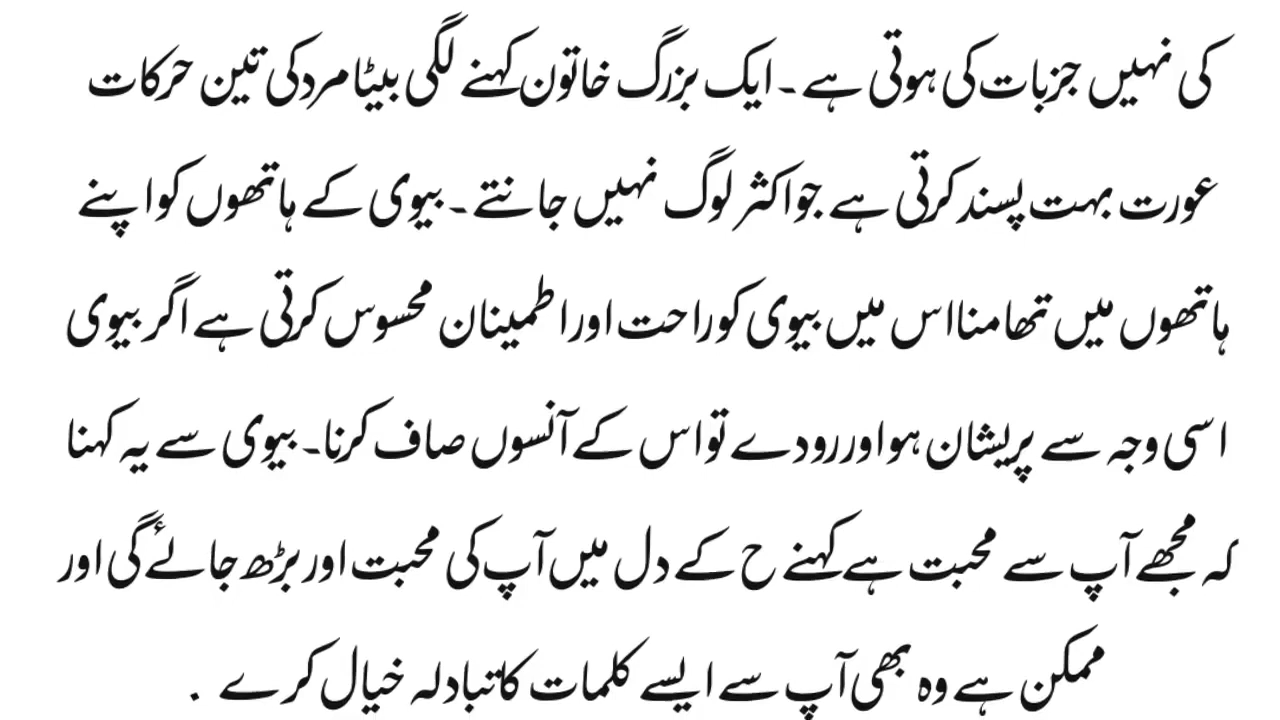 کی نہیں جزبات کی ہوتی ہے ۔ ایک بزرگ خاتون کہنے لگی بیٹا مرد کی تین حرکات
عورت بہت پسند کرتی ہے جو اکثر لوگ نہیں جانتے ۔ بیوی کے ہاتھوں کو اپنے
ہاتھوں میں تھامنا اس میں بیوی کو راحت اور اطمینان محسوس کرتی ہے اگر بیوی
اسی وجہ سے پریشان ہو اور رو دے تو اس کے آنسوں صاف کرنا۔ بیوی سے یہ کہنا
کہ مجھے آپ سے محبت ہے کہنے ح کے دل میں آپ کی محبت اور بڑھ جائے گی اور
ممکن ہے وہ بھی آپ سے ایسے کلمات کا تبادلہ خیال کرے .